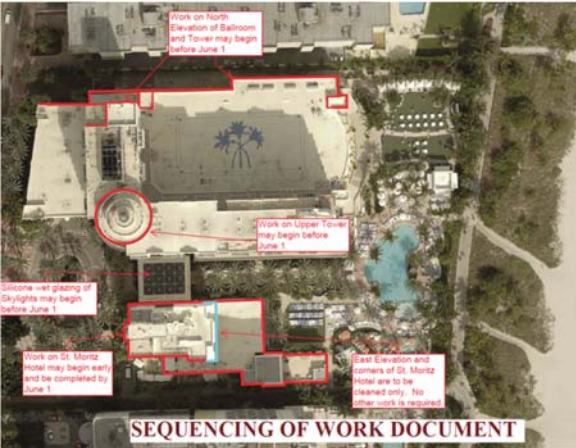 Work on North
Elevation of Ballroom
and Tower may begin
before June 1
Work on Upper Tower
may begin before
June 1
Silicone wet glazing of
Skylights may begin
before June 1
Work on St. Moritz
Hotel may begin early
and be completed by
June 1
East Elevation and
corners of St. Moritz
Hotel are to be
cleaned only. No
other work is required.
SEQUENCING OF WORK DOCUMENT